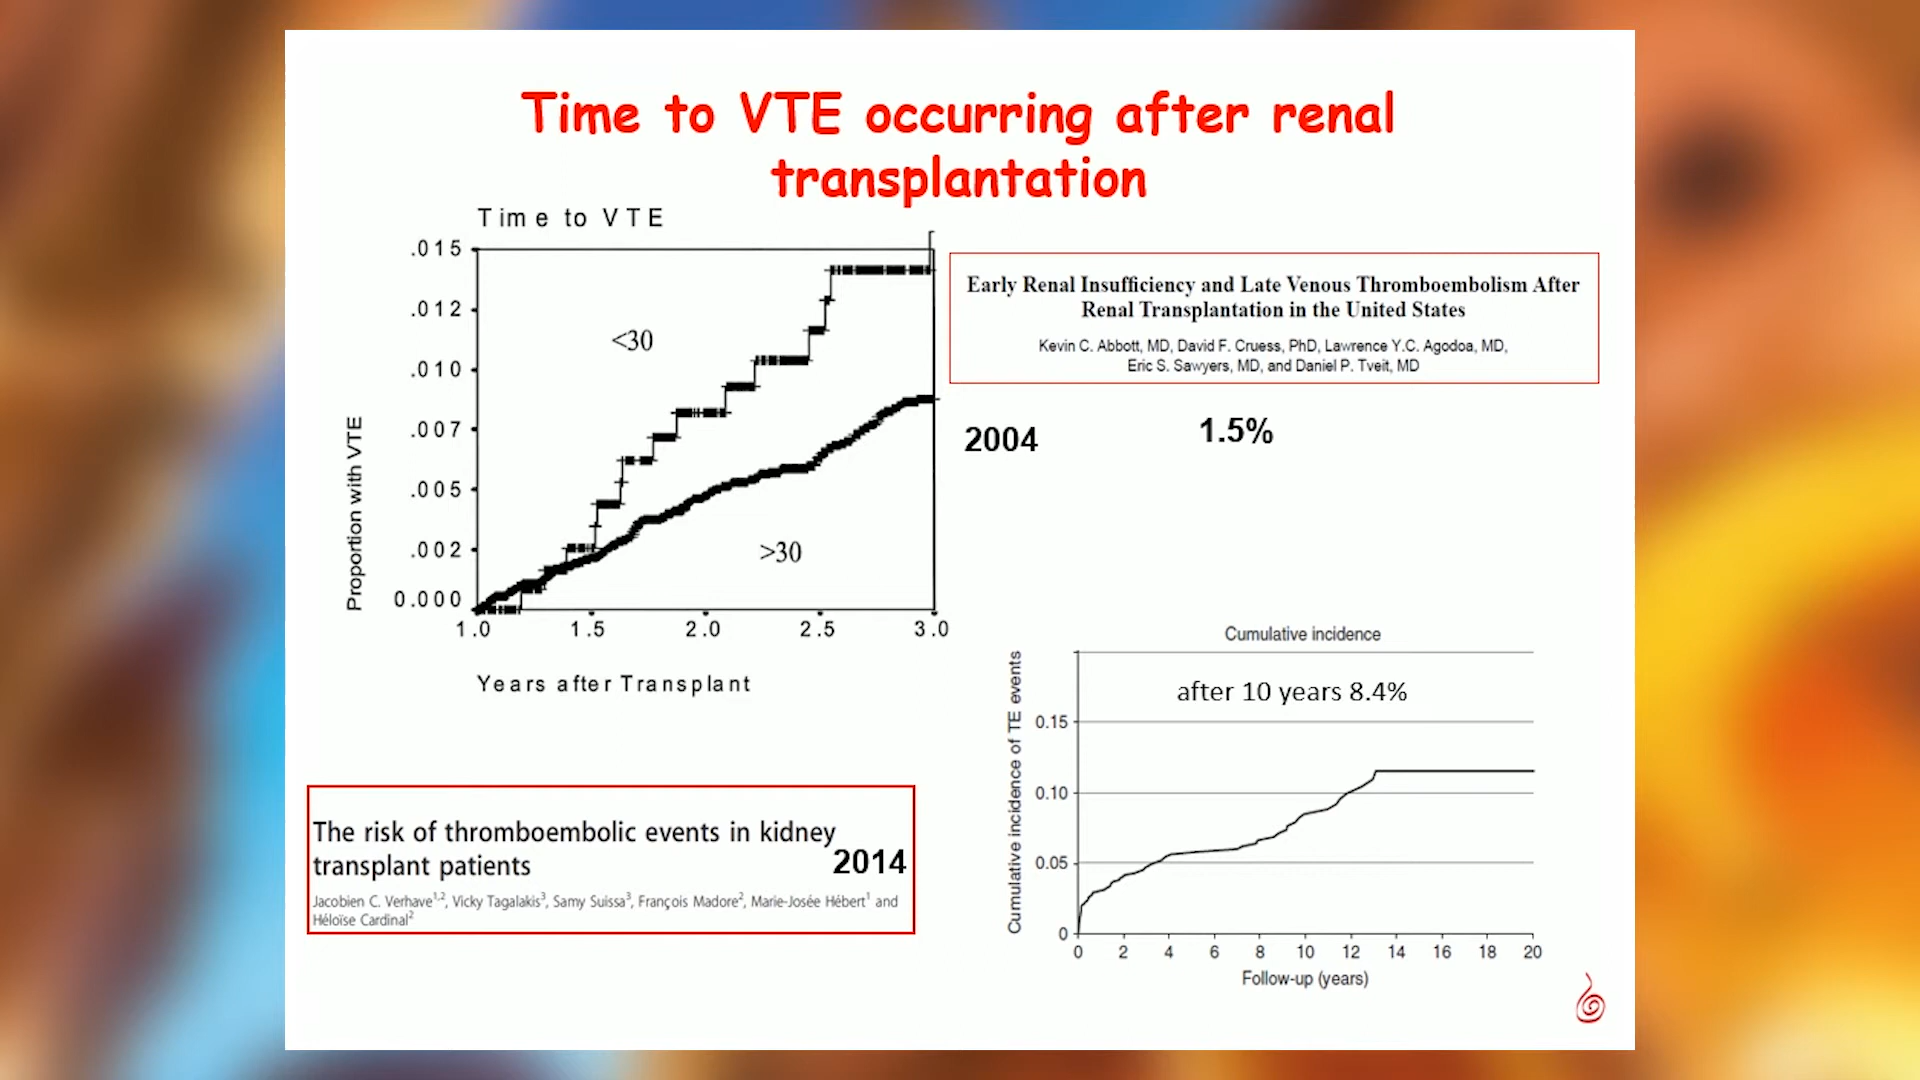 Time to VTE occurring after renal
transplantation
Time to VTE
.015
.012
.010
.007
.005
.002
0.000
Proportion with VTE
<30
>30
1.0 1.5 2.0 2.5 3.0
Years after Transplant
Early Renal Insufficiency and Late Venous Thromboembolism After
Renal Transplantation in the United States
Kevin C. Abbott, MD, David F. Cruess, PhD, Lawrence Y.C. Agodoa, MD,
Eric S. Sawyers, MD, and Daniel P. Tveit, MD
2004 1.5%
The risk of thromboembolic events in kidney
transplant patients
2014
Jacobien C. Verhave1,2, Vicky Tagalakis3, Samy Suissa3, François Madore2, Marie-Josée Hébert1 and
Héloïse Cardinal2
Cumulative incidence
after 10 years 8.4%
Cumulative incidence of TE events
0.15
0.10
0.05
0
0 2 4 6 8 10 12 14 16 18 20
Follow-up (years)